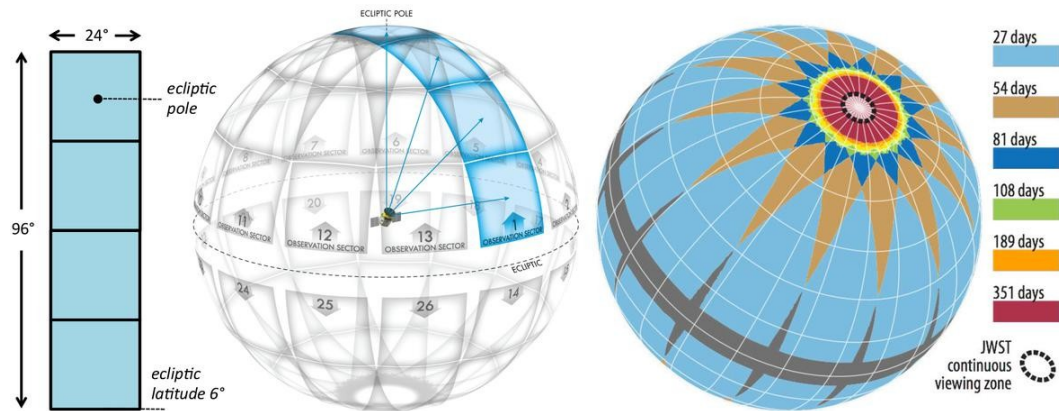 24°
96°
ecliptic
pole
ecliptic
latitude 6°
ECLIPTIC POLE
7
6
5
OBSERVATION SECTOR
OBSERVATION SECTOR
OBSERVATION SECTOR
11
20
12
13
1
OBSERVATION SECTOR
OBSERVATION SECTOR
OBSERVATION SECTOR
ECLIPTIC
24
25
26
14
27 days
54 days
81 days
108 days
189 days
351 days
JWST
continuous
viewing zone